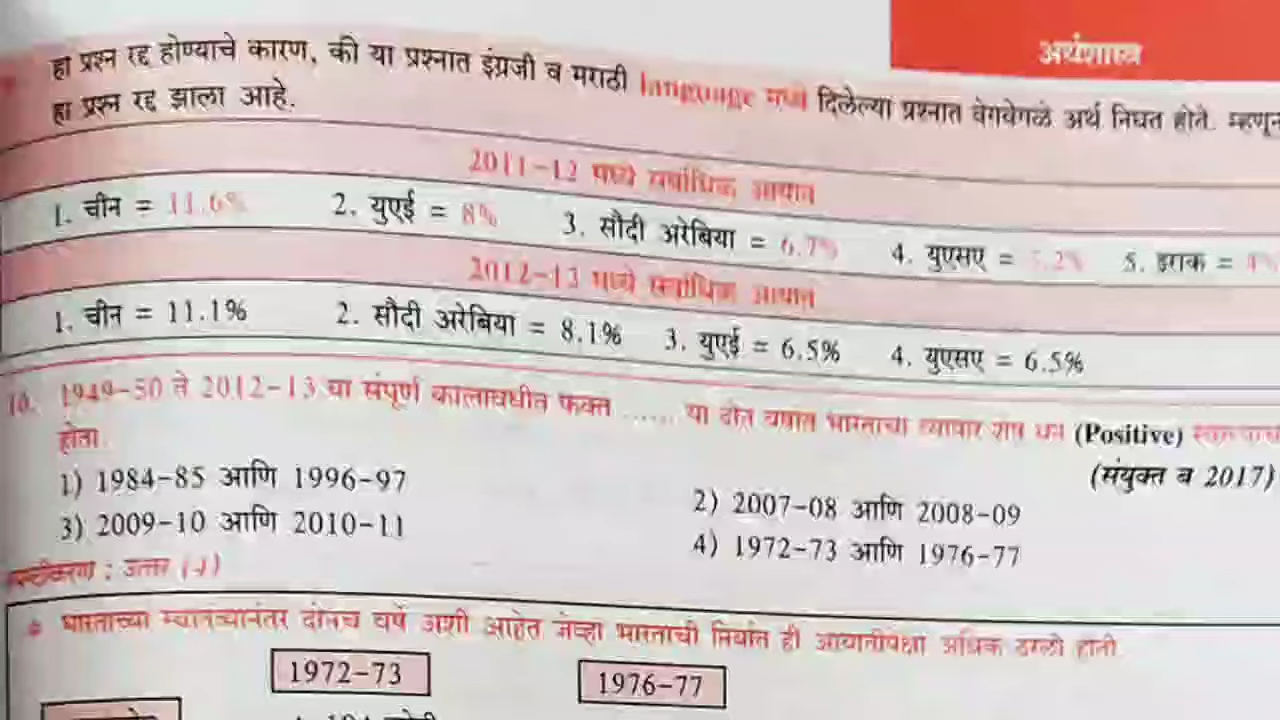 अर्थशास्त्र
हा प्रश्न रद्द होण्याचे कारण, की या प्रश्नात इंग्रजी व मराठी language मध्ये दिलेल्या प्रश्नात वेगवेगळे अर्थ निघत होते. म्हणून
हा प्रश्न रद्द झाला आहे.
2011-12 मध्ये सर्वाधिक आयात
1. चीन = 11.6% 2. युएई = 8% 3. सौदी अरेबिया = 6.7% 4. युएसए = 5.2% 5. इराक = 4%
2012-13 मध्ये सर्वाधिक आयात
1. चीन = 11.1% 2. सौदी अरेबिया = 8.1% 3. युएई = 6.5% 4. युएसए = 6.5%
10. 1949-50 ते 2012-13 या संपूर्ण कालावधीत फक्त ...... या दोन वर्षात भारताचा व्यापार शेष धन (Positive)
होता.
(संयुक्त ब 2017)
1) 1984-85 आणि 1996-97 2) 2007-08 आणि 2008-09
3) 2009-10 आणि 2010-11 4) 1972-73 आणि 1976-77
स्पष्टीकरण : उत्तर (4)
भारताच्या स्वातंत्र्यानंतर दोनच वर्षे अशी आहेत जेव्हा भारताची निर्यात ही आयातीपेक्षा अधिक ठरली होती
1972-73 1976-77